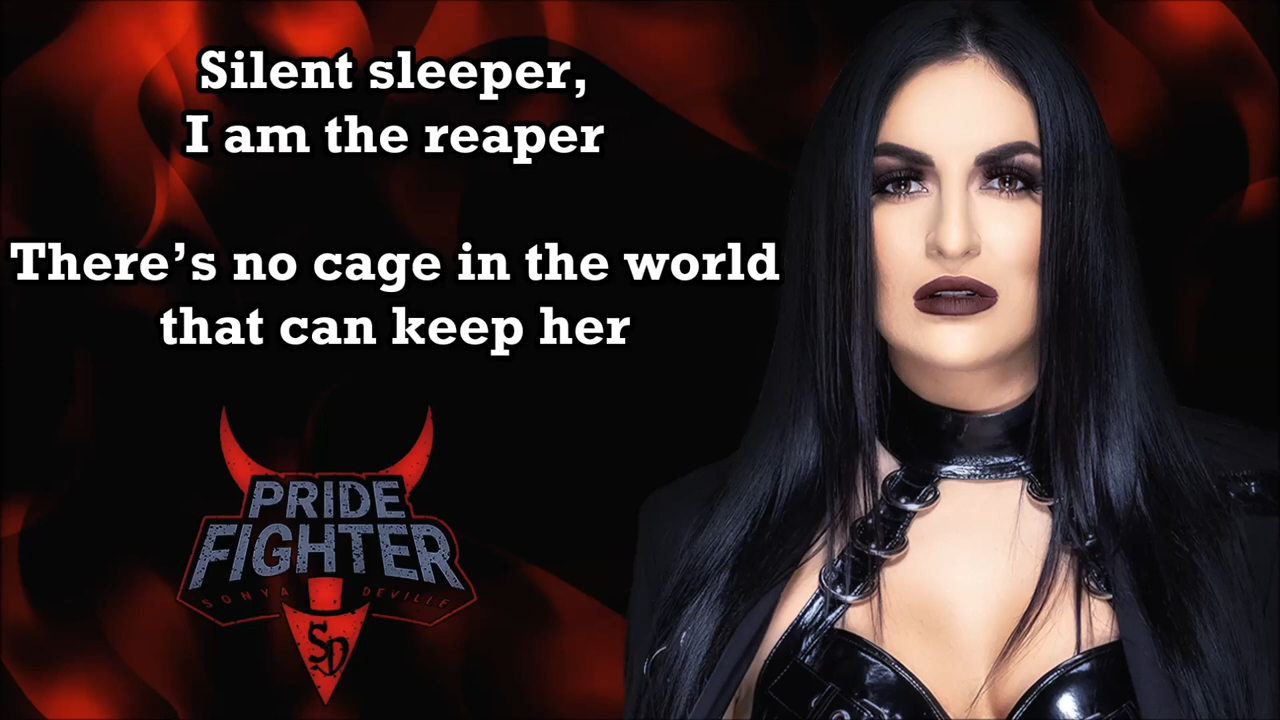 Silent sleeper,
I am the reaper
There's no cage in the world
that can keep her
PRIDE
FIGHTER
SONYA DEVILLE
SD